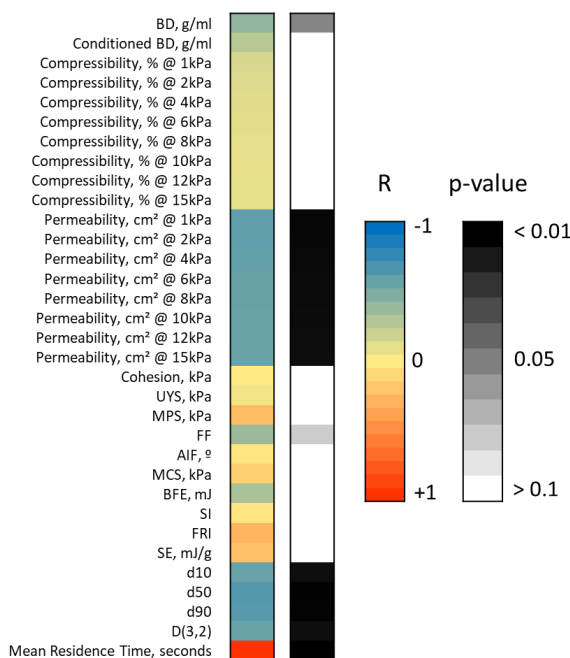 BD, g/ml
Conditioned BD, g/ml
Compressibility, % @ 1kPa
Compressibility, % @ 2kPa
Compressibility, % @ 4kPa
Compressibility, % @ 6kPa
Compressibility, % @ 8kPa
Compressibility, % @ 10kPa
Compressibility, % @ 12kPa
Compressibility, % @ 15kPa
Permeability, cm² @ 1kPa
Permeability, cm² @ 2kPa
Permeability, cm² @ 4kPa
Permeability, cm² @ 6kPa
Permeability, cm² @ 8kPa
Permeability, cm² @ 10kPa
Permeability, cm² @ 12kPa
Permeability, cm² @ 15kPa
Cohesion, kPa
UYS, kPa
MPS, kPa
FF
AIF, º
MCS, kPa
BFE, mJ
SI
FRI
SE, mJ/g
d10
d50
d90
D(3,2)
Mean Residence Time, seconds
R
-1
0
+1
p-value
< 0.01
0.05
> 0.1